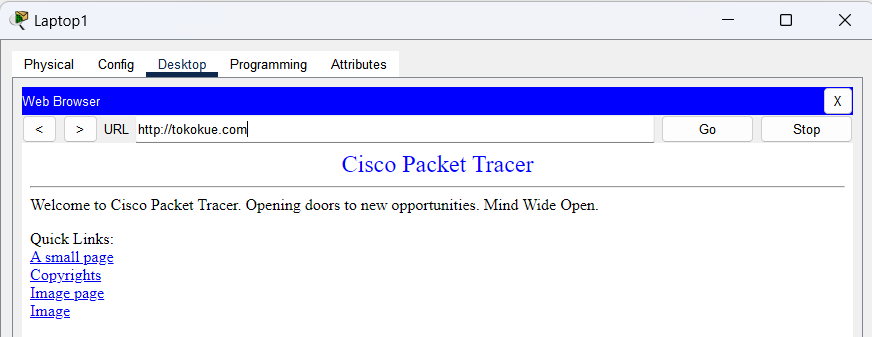 Laptop1
Physical Config Desktop Programming Attributes
Web Browser X
< > URL http://tokokue.com Go Stop
Cisco Packet Tracer
Welcome to Cisco Packet Tracer. Opening doors to new opportunities. Mind Wide Open.
Quick Links:
A small page
Copyrights
Image page
Image